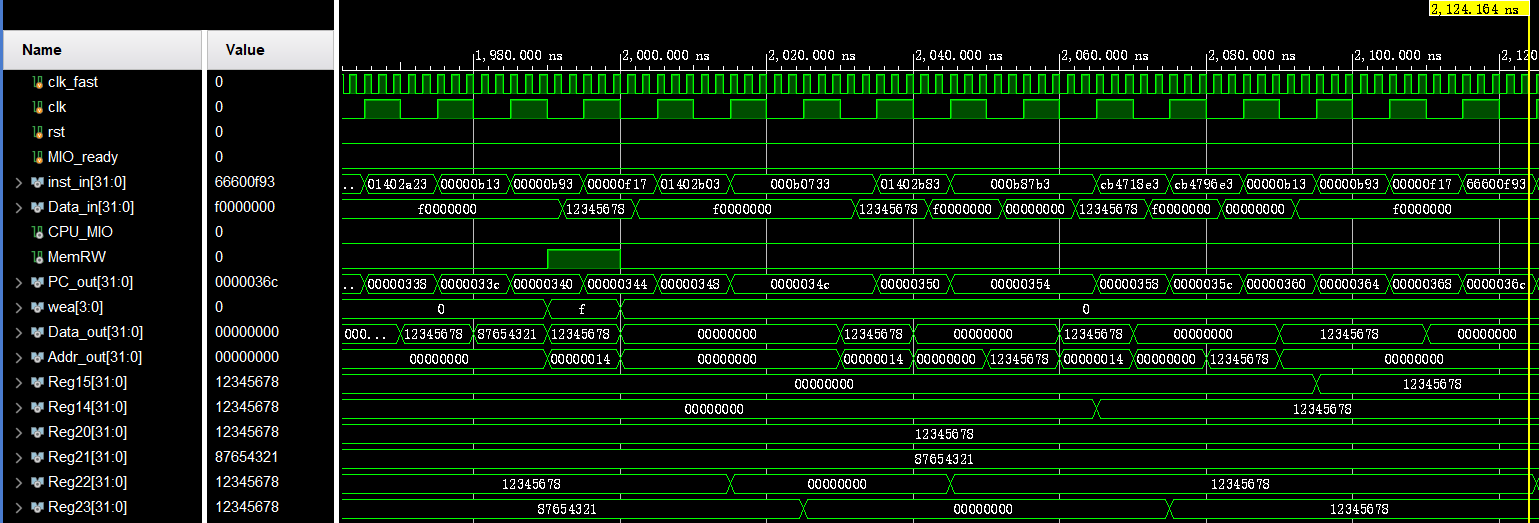 2,124.164 ns
Name Value
1,980.000 ns 2,000.000 ns 2,020.000 ns 2,040.000 ns 2,060.000 ns 2,080.000 ns 2,100.000 ns 2,120
clk_fast 0
clk 0
rst 0
MIO_ready 0
inst_in[31:0] 66600f93 .. 01402a23 00000b13 00000b93 00000f17 01402b03 000b0733 01402b83 000b87b3 cb4718e3 cb4796e3 00000b13 00000b93 00000f17 66600f93
Data_in[31:0] f0000000 f0000000 12345678 f0000000 12345678 f0000000 00000000 12345678 f0000000 00000000 f0000000
CPU_MIO 0
MemRW 0
PC_out[31:0] 0000036c .. 00000338 0000033c 00000340 00000344 00000348 0000034c 00000350 00000354 00000358 0000035c 00000360 00000364 00000368 0000036c
wea[3:0] 0 0 f 0
Data_out[31:0] 00000000 000... 12345678 87654321 12345678 00000000 12345678 00000000 12345678 00000000 12345678 00000000
Addr_out[31:0] 00000000 00000000 00000014 00000000 00000014 00000000 12345678 00000014 00000000 12345678 00000000
Reg15[31:0] 12345678 00000000 12345678
Reg14[31:0] 12345678 00000000 12345678
Reg20[31:0] 12345678 12345678
Reg21[31:0] 87654321 87654321
Reg22[31:0] 12345678 12345678 00000000 12345678
Reg23[31:0] 12345678 87654321 00000000 12345678